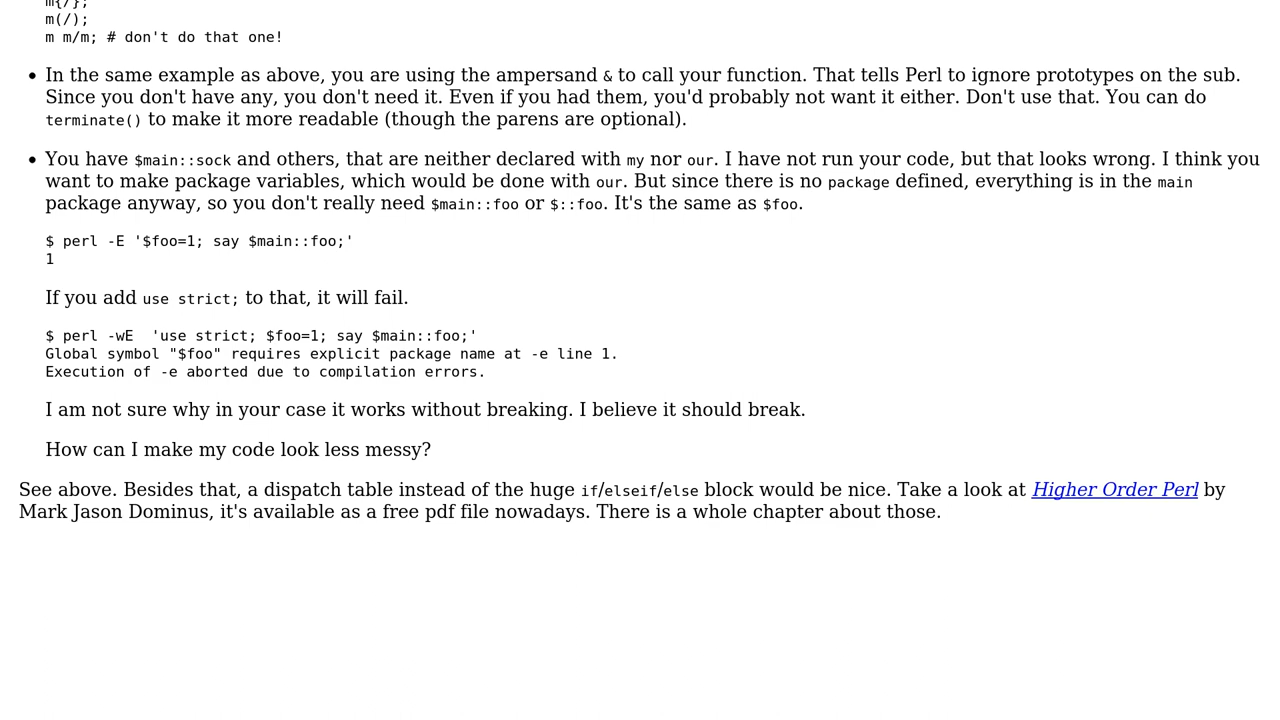 m{/};
m(/);
m m/m; # don't do that one!
In the same example as above, you are using the ampersand & to call your function. That tells Perl to ignore prototypes on the sub.
Since you don't have any, you don't need it. Even if you had them, you'd probably not want it either. Don't use that. You can do
terminate() to make it more readable (though the parens are optional).
You have $main::sock and others, that are neither declared with my nor our. I have not run your code, but that looks wrong. I think you
want to make package variables, which would be done with our. But since there is no package defined, everything is in the main
package anyway, so you don't really need $main::foo or $::foo. It's the same as $foo.
$ perl -E '$foo=1; say $main::foo;'
1
If you add use strict; to that, it will fail.
$ perl -wE  'use strict; $foo=1; say $main::foo;'
Global symbol "$foo" requires explicit package name at -e line 1.
Execution of -e aborted due to compilation errors.
I am not sure why in your case it works without breaking. I believe it should break.
How can I make my code look less messy?
See above. Besides that, a dispatch table instead of the huge if/elseif/else block would be nice. Take a look at Higher Order Perl by
Mark Jason Dominus, it's available as a free pdf file nowadays. There is a whole chapter about those.